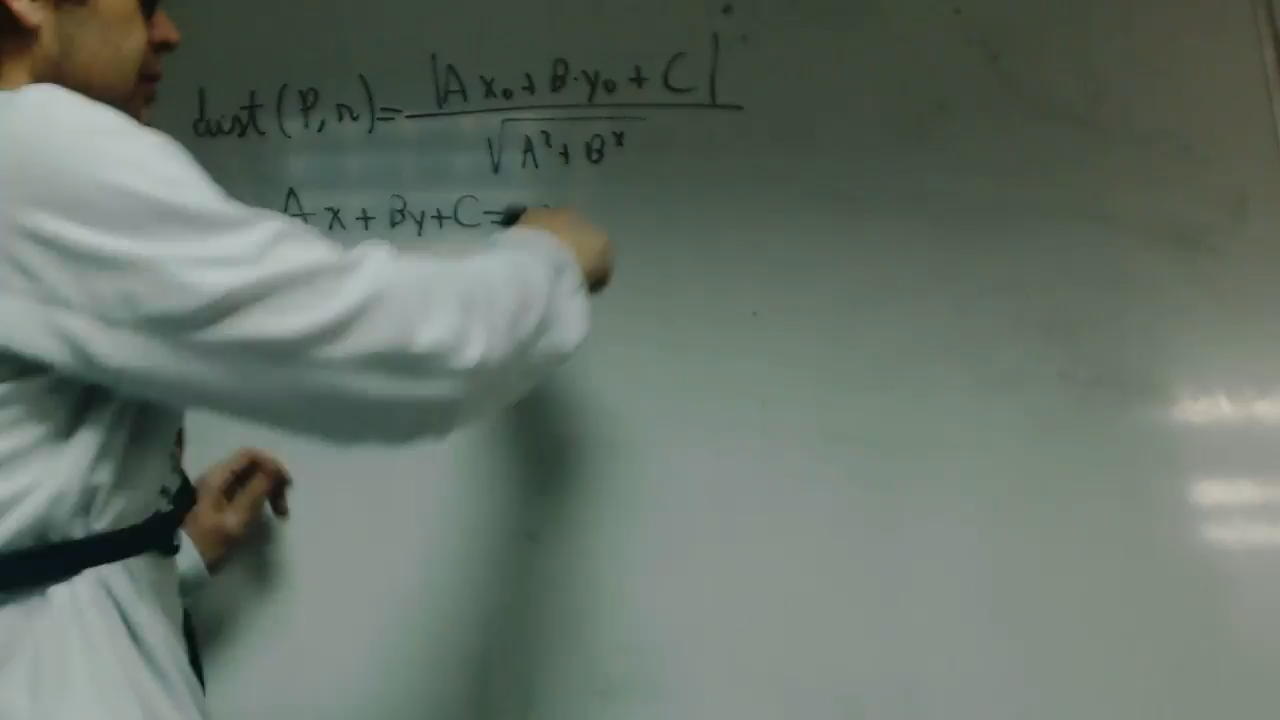 dist (P, r) = |A x₀ + B · y₀ + C| / √(A² + B²)
A x + By + C =